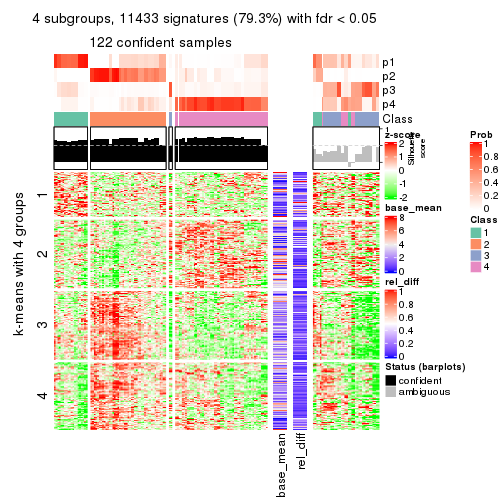 4 subgroups, 11433 signatures (79.3%) with fdr < 0.05
122 confident samples
p1
p2
p3
p4
Class
1
Silhouette
score
k-means with 4 groups
1
2
3
4
base_mean
rel_diff
z-score
2
1
0
-1
-2
base_mean
8
6
4
2
0
rel_diff
1
0.8
0.6
0.4
0.2
0
Status (barplots)
confident
ambiguous
Prob
1
0.8
0.6
0.4
0.2
0
Class
1
2
3
4